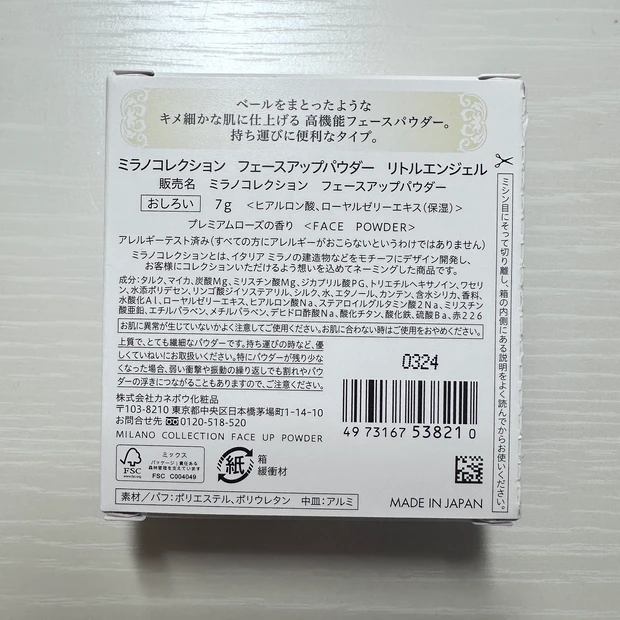 ベールをまとったような
キメ細かな肌に仕上げる 高機能フェースパウダー。
持ち運びに便利なタイプ。
ミラノコレクション フェースアップパウダー リトルエンジェル
販売名 ミラノコレクション フェースアップパウダー
おしろい 7g <ヒアルロン酸、ローヤルゼリーエキス(保湿)>
プレミアムローズの香り <FACE POWDER>
アレルギーテスト済み(すべての方にアレルギーがおこらないというわけではありません)
ミラノコレクションとは、イタリア ミラノの建造物などをモチーフにデザイン開発し、
お客様にコレクションいただけるよう想いを込めてネーミングした商品です。
成分:タルク、マイカ、炭酸Mg、ミリスチン酸Mg、ジカプリル酸PG、トリエチルヘキサノイン、ワセリ
ン、水添ポリデセン、リンゴ酸ジイソステアリル、シルク、水、エタノール、カンテン、含水シリカ、香料、
水酸化Al、ローヤルゼリーエキス、ヒアルロン酸Na、ステアロイルグルタミン酸2Na、ミリスチン
酸亜鉛、エチルパラベン、メチルパラベン、デヒドロ酢酸Na、酸化チタン、酸化鉄、硫酸Ba、赤226
お肌に異常が生じていないかよく注意してご使用ください。お肌に合わない時はご使用をおやめください。
上質で、とても繊細なパウダーです。持ち運びの時など、優
しくていねいにお取扱いください。特にパウダーが残り少な
くなった場合、弱い衝撃や振動の繰り返しでも割れやパウ
ダーの浮きにつながることもありますので、ご注意ください。
0324
株式会社カネボウ化粧品
〒103-8210 東京都中央区日本橋茅場町1-14-10
お問合せ先 0120-518-520
MILANO COLLECTION FACE UP POWDER
4973167538210
FSC
ミックス
パッケージ | 責任ある
森林管理を支えています
FSC C004049
紙
箱
緩衝材
素材/パフ:ポリエステル、ポリウレタン 中皿:アルミ
MADE IN JAPAN
ミシン目にそって切り離し、箱の内側にある説明をよく読んでからお使いください。